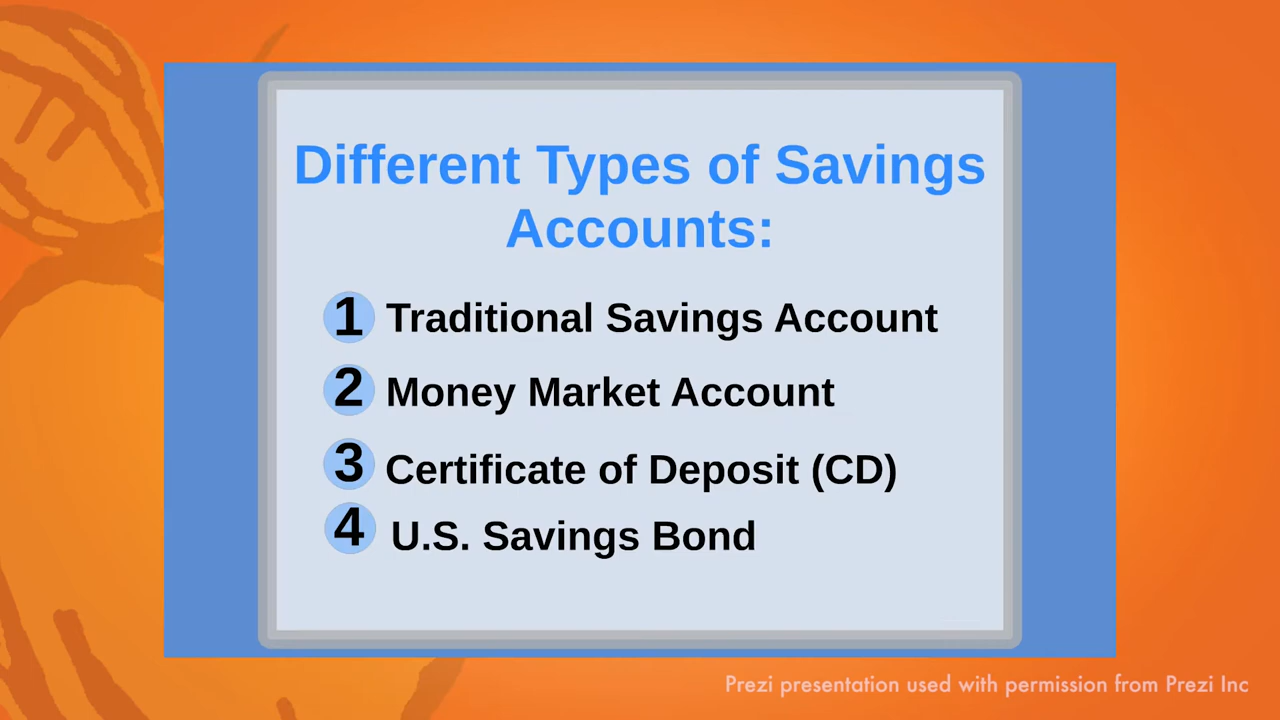 Different Types of Savings
Accounts:
1 Traditional Savings Account
2 Money Market Account
3 Certificate of Deposit (CD)
4 U.S. Savings Bond
Prezi presentation used with permission from Prezi Inc